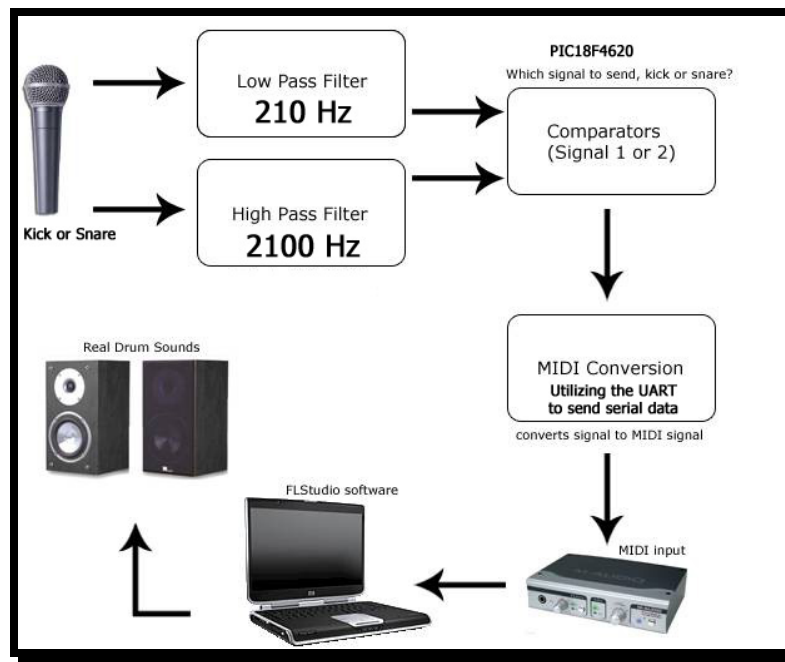 Low Pass Filter
210 Hz
High Pass Filter
2100 Hz
Kick or Snare
PIC18F4620
Which signal to send, kick or snare?
Comparators
(Signal 1 or 2)
MIDI Conversion
Utilizing the UART
to send serial data
converts signal to MIDI signal
MIDI input
M-AUDIO
FLStudio software
Real Drum Sounds